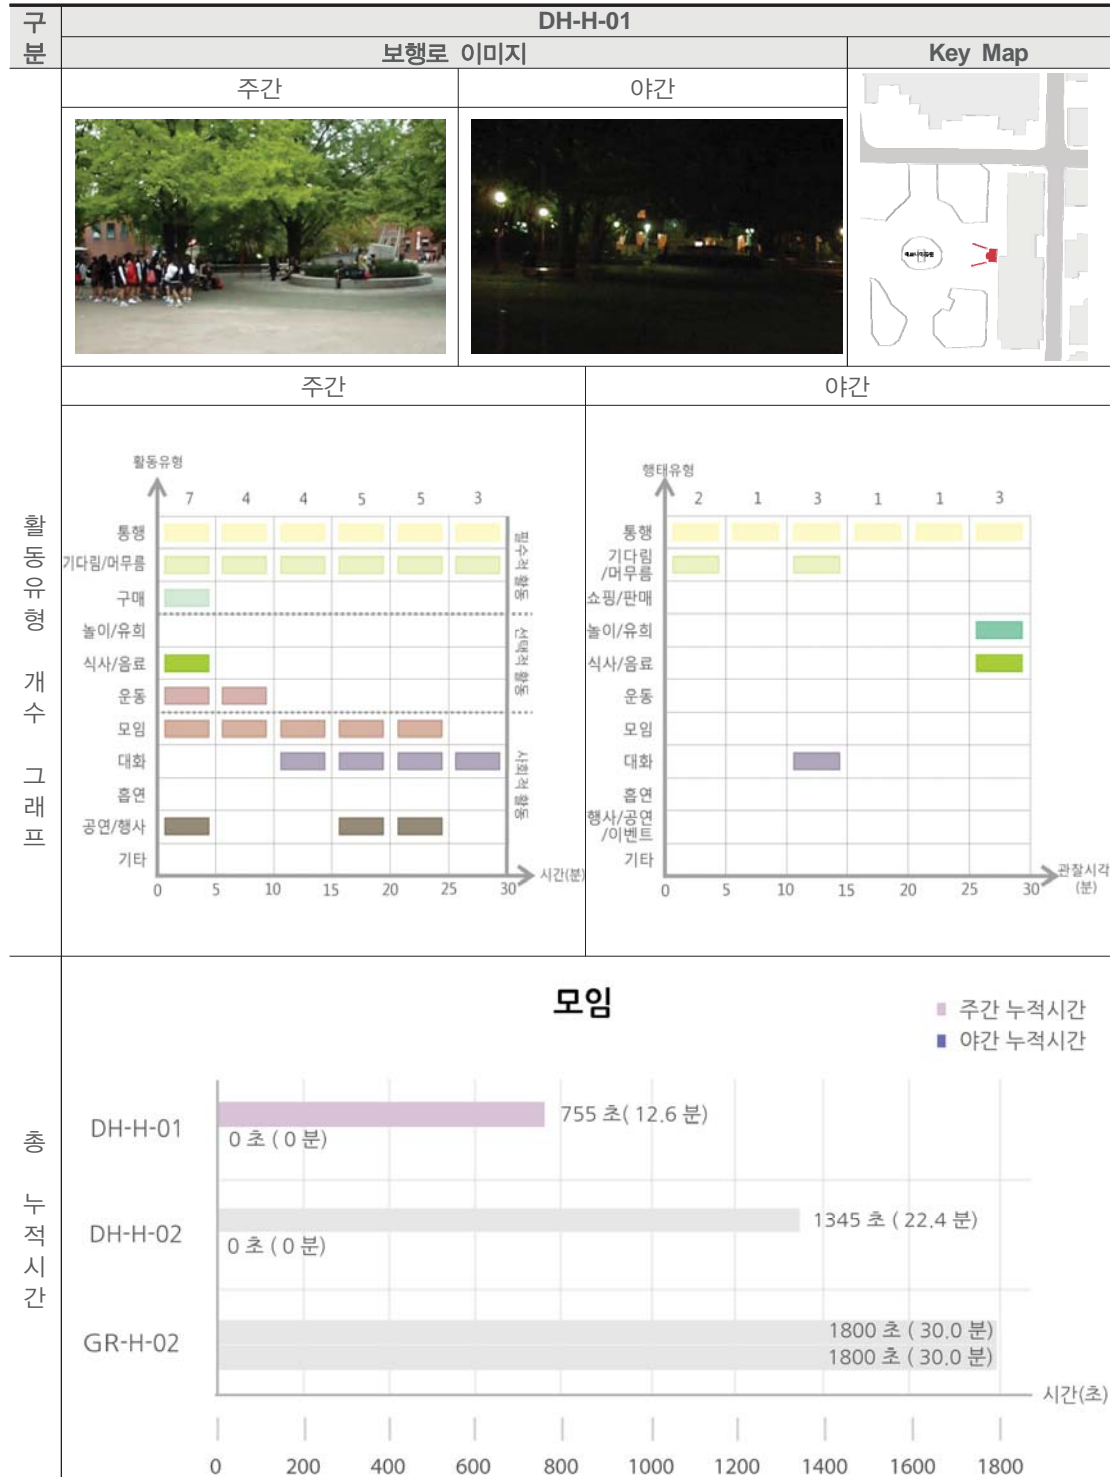 구분
DH-H-01
보행로 이미지
Key Map
주간
야간
활동유형 개수 그래프
주간
야간
활동유형
7 4 4 5 5 3
통행
기다림/머무름
구매
놀이/유희
식사/음료
운동
모임
대화
흡연
공연/행사
기타
필수적 활동
선택적 활동
사회적 활동
0 5 10 15 20 25 30
시간(분)
행태유형
2 1 3 1 1 3
통행
기다림
/머무름
쇼핑/판매
놀이/유희
식사/음료
운동
모임
대화
흡연
행사/공연
/이벤트
기타
0 5 10 15 20 25 30
관찰시각
(분)
총 누적시간
모임
주간 누적시간
야간 누적시간
DH-H-01
755 초( 12.6 분)
0 초 ( 0 분)
DH-H-02
1345 초 ( 22.4 분)
0 초 ( 0 분)
GR-H-02
1800 초 ( 30.0 분)
1800 초 ( 30.0 분)
시간(초)
0 200 400 600 800 1000 1200 1400 1600 1800